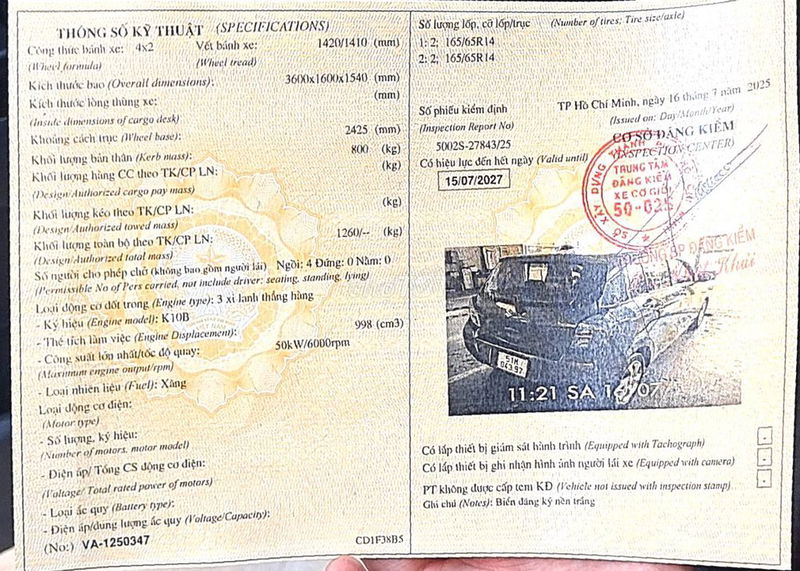 THÔNG SỐ KỸ THUẬT (SPECIFICATIONS)
Công thức bánh xe: 4x2 Vết bánh xe: 1420/1410 (mm)
(Wheel formula) (Wheel tread)
Kích thước bao (Overall dimensions): 3600x1600x1540 (mm)
Kích thước lòng thùng xe: (mm)
(Inside dimensions of cargo desk)
Khoảng cách trục (Wheel base): 2425 (mm)
Khối lượng bản thân (Kerb mass): 800 (kg)
Khối lượng hàng CC theo TK/CP LN: (kg)
(Design/Authorized cargo pay mass)
Khối lượng kéo theo TK/CP LN: (kg)
(Design/Authorized towed mass)
Khối lượng toàn bộ theo TK/CP LN: 1260/-- (kg)
(Design/Authorized total mass)
Số người cho phép chở (không bao gồm người lái) Ngồi: 4 Đứng: 0 Nằm: 0
(Permissible No of Pers carried, not include driver: seating, standing, lying)
Loại động cơ đốt trong (Engine type): 3 xi lanh thẳng hàng
- Ký hiệu (Engine model): K10B
- Thể tích làm việc (Engine Displacement): 998 (cm3)
- Công suất lớn nhất/tốc độ quay: 50kW/6000rpm
(Maximum engine output/rpm)
- Loại nhiên liệu (Fuel): Xăng
Loại động cơ điện:
(Motor type)
- Số lượng, ký hiệu:
(Number of motors, motor model)
- Điện áp/ Tổng CS động cơ điện:
(Voltage/ Total rated power of motors)
- Loại ắc quy (Battery type):
- Điện áp/dung lượng ắc quy (Voltage/Capacity):
(No:) VA-1250347 CD1F38B5
Số lượng lốp, cỡ lốp/trục (Number of tires; Tire size/axle)
1: 2; 165/65R14
2: 2; 165/65R14
Số phiếu kiểm định TP Hồ Chí Minh, ngày 16 tháng 7 năm 2025
(Inspection Report No) (Issued on: Day/Month/Year)
5002S-27843/25 CƠ SỞ ĐĂNG KIỂM
(INSPECTION CENTER)
Có hiệu lực đến hết ngày (Valid until)
15/07/2027
SỞ XÂY DỰNG THÀNH
TRUNG TÂM
ĐĂNG KIỂM
XE CƠ GIỚI
50-02S
ĐĂNG KIỂM
Khải
51M
043.97
11:21 SA
Có lắp thiết bị giám sát hành trình (Equipped with Tachograph)
Có lắp thiết bị ghi nhận hình ảnh người lái xe (Equipped with camera)
PT không được cấp tem KĐ (Vehicle not issued with inspection stamp)
Ghi chú (Notes): Biển đăng ký nền trắng